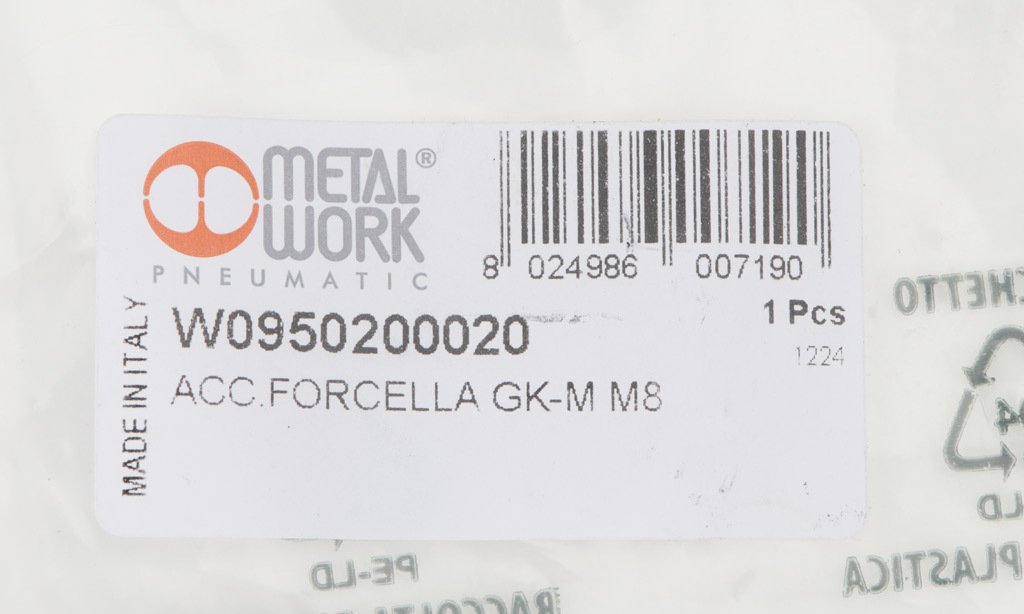 METAL®
WORK
PNEUMATIC
8 024986 007190
MADE IN ITALY
W0950200020
1 Pcs
1224
ACC.FORCELLA GK-M M8
PE-LD
PLASTICA